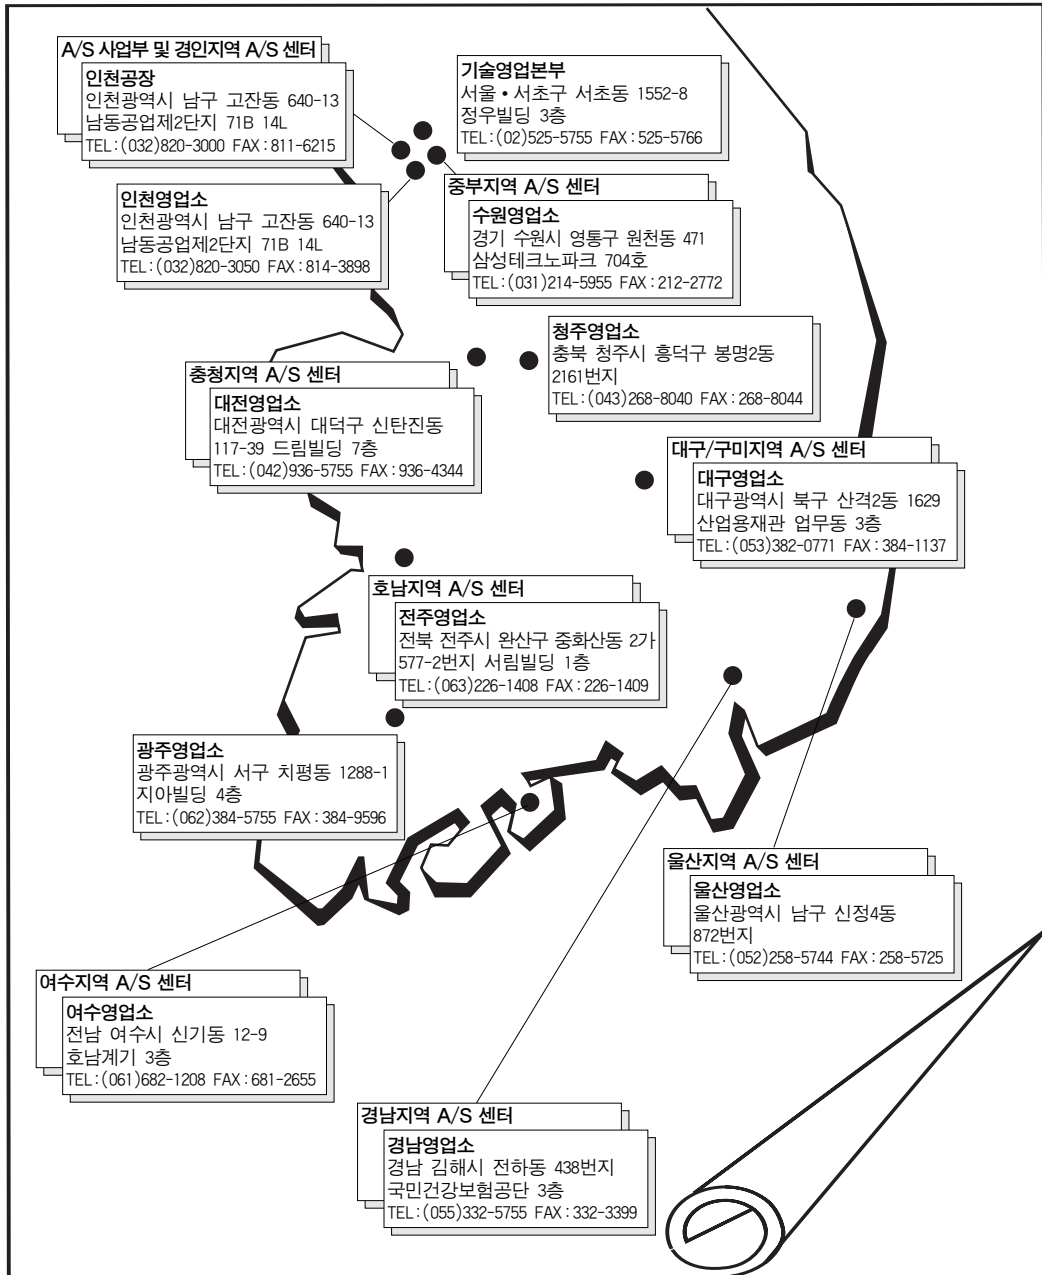 A/S 사업부 및 경인지역 A/S 센터
인천공장
인천광역시 남구 고잔동 640-13
남동공업제2단지 71B 14L
TEL:(032)820-3000 FAX:811-6215
기술영업본부
서울・서초구 서초동 1552-8
정우빌딩 3층
TEL:(02)525-5755 FAX:525-5766
인천영업소
인천광역시 남구 고잔동 640-13
남동공업제2단지 71B 14L
TEL:(032)820-3050 FAX:814-3898
중부지역 A/S 센터
수원영업소
경기 수원시 영통구 원천동 471
삼성테크노파크 704호
TEL:(031)214-5955 FAX:212-2772
청주영업소
충북 청주시 흥덕구 봉명2동
2161번지
TEL:(043)268-8040 FAX:268-8044
충청지역 A/S 센터
대전영업소
대전광역시 대덕구 신탄진동
117-39 드림빌딩 7층
TEL:(042)936-5755 FAX:936-4344
대구/구미지역 A/S 센터
대구영업소
대구광역시 북구 산격2동 1629
산업용재관 업무동 3층
TEL:(053)382-0771 FAX:384-1137
호남지역 A/S 센터
전주영업소
전북 전주시 완산구 중화산동 2가
577-2번지 서림빌딩 1층
TEL:(063)226-1408 FAX:226-1409
광주영업소
광주광역시 서구 치평동 1288-1
지아빌딩 4층
TEL:(062)384-5755 FAX:384-9596
울산지역 A/S 센터
울산영업소
울산광역시 남구 신정4동
872번지
TEL:(052)258-5744 FAX:258-5725
여수지역 A/S 센터
여수영업소
전남 여수시 신기동 12-9
호남계기 3층
TEL:(061)682-1208 FAX:681-2655
경남지역 A/S 센터
경남영업소
경남 김해시 전하동 438번지
국민건강보험공단 3층
TEL:(055)332-5755 FAX:332-3399